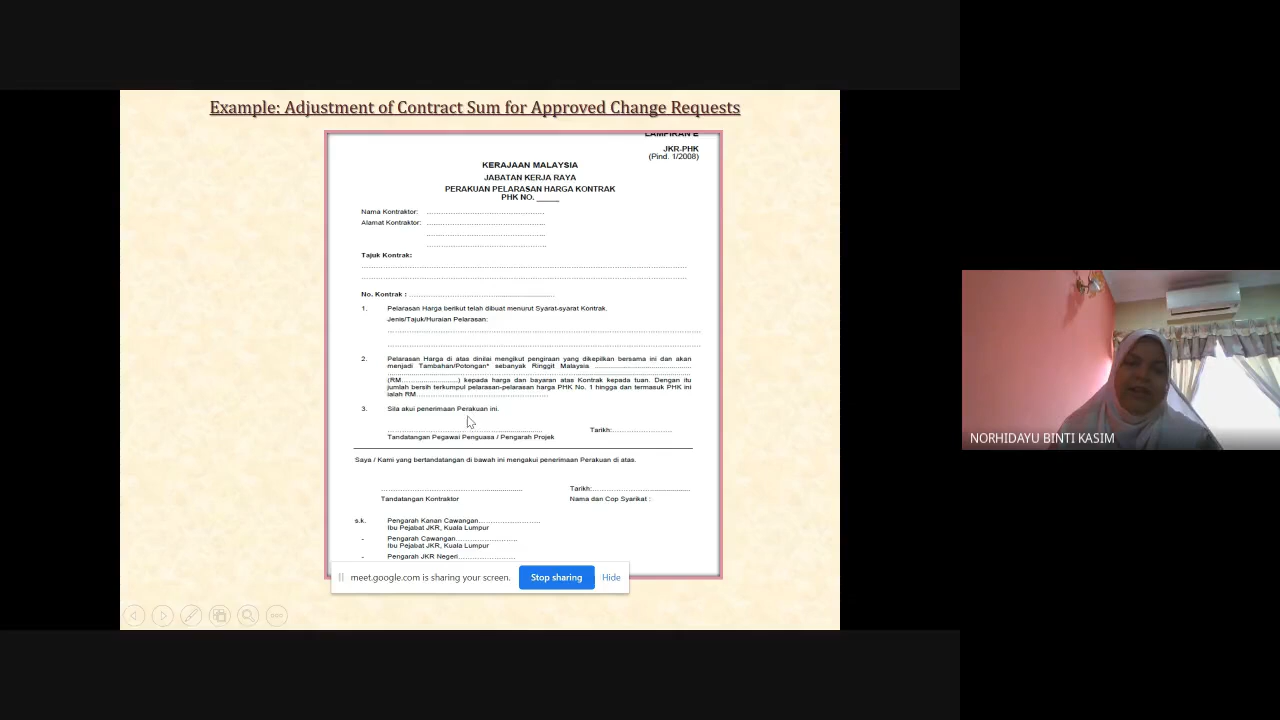 Example: Adjustment of Contract Sum for Approved Change Requests
LAMPIRAN E
JKR-PHK
(Pind. 1/2008)
KERAJAAN MALAYSIA
JABATAN KERJA RAYA
PERAKUAN PELARASAN HARGA KONTRAK
PHK NO. _____
Nama Kontraktor: ................................................
Alamat Kontraktor: ................................................
................................................
................................................
Tajuk Kontrak:
................................................................................................
................................................................................................
No. Kontrak : ................................................
1. Pelarasan Harga berikut telah dibuat menurut Syarat-syarat Kontrak.
Jenis/Tajuk/Huraian Pelarasan:
................................................................................................
................................................................................................
2. Pelarasan Harga di atas dinilai mengikut pengiraan yang dikepilkan bersama ini dan akan
menjadi Tambahan/Potongan* sebanyak Ringgit Malaysia ................................
................................................................................................
(RM........................) kepada harga dan bayaran atas Kontrak kepada tuan. Dengan itu
jumlah bersih terkumpul pelarasan-pelarasan harga PHK No. 1 hingga dan termasuk PHK ini
ialah RM................................................
3. Sila akui penerimaan Perakuan ini.
................................................ Tarikh:........................
Tandatangan Pegawai Penguasa / Pengarah Projek
Saya / Kami yang bertandatangan di bawah ini mengakui penerimaan Perakuan di atas.
................................................ Tarikh:................................
Tandatangan Kontraktor Nama dan Cop Syarikat :
s.k. Pengarah Kanan Cawangan........................
Ibu Pejabat JKR, Kuala Lumpur
- Pengarah Cawangan........................
Ibu Pejabat JKR, Kuala Lumpur
- Pengarah JKR Negeri........................
meet.google.com is sharing your screen. Stop sharing Hide
NORHIDAYU BINTI KASIM